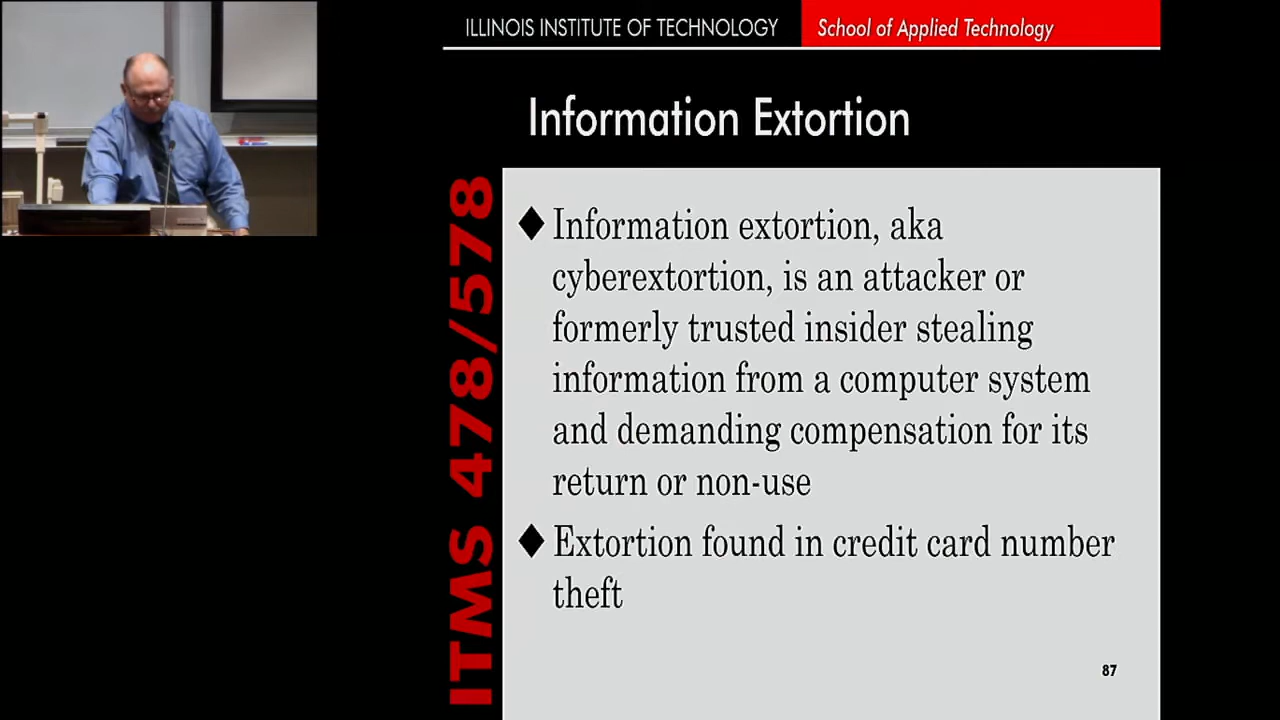 ILLINOIS INSTITUTE OF TECHNOLOGY
School of Applied Technology
Information Extortion
ITMS 478/578
Information extortion, aka
cyberextortion, is an attacker or
formerly trusted insider stealing
information from a computer system
and demanding compensation for its
return or non-use
Extortion found in credit card number
theft
87